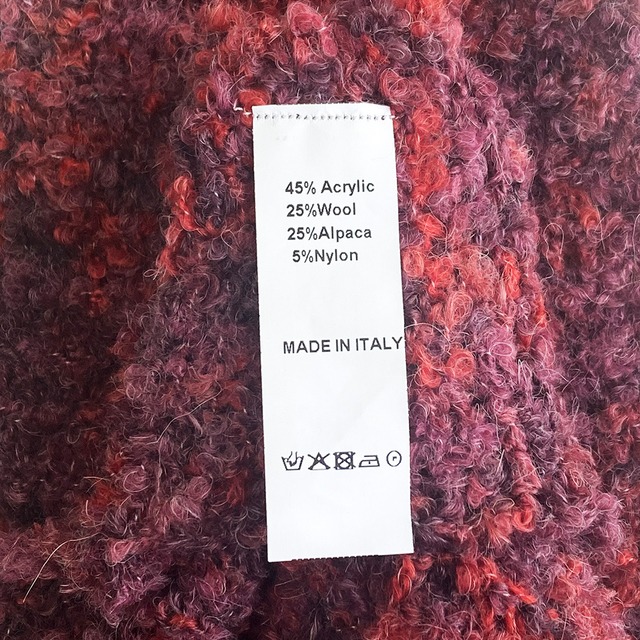 45% Acrylic
25%Wool
25%Alpaca
5%Nylon
MADE IN ITALY